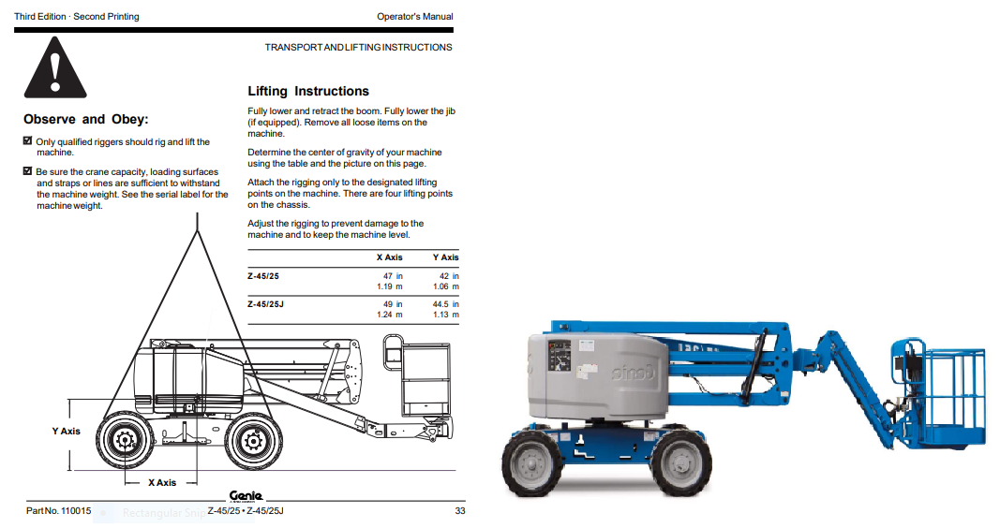 Third Edition · Second Printing
Operator's Manual
TRANSPORT AND LIFTING INSTRUCTIONS
Observe and Obey:
Only qualified riggers should rig and lift the
machine.
Be sure the crane capacity, loading surfaces
and straps or lines are sufficient to withstand
the machine weight. See the serial label for the
machine weight.
Lifting Instructions
Fully lower and retract the boom. Fully lower the jib
(if equipped). Remove all loose items on the
machine.
Determine the center of gravity of your machine
using the table and the picture on this page.
Attach the rigging only to the designated lifting
points on the machine. There are four lifting points
on the chassis.
Adjust the rigging to prevent damage to the
machine and to keep the machine level.
X Axis Y Axis
Z-45/25 47 in 42 in
1.19 m 1.06 m
Z-45/25J 49 in 44.5 in
1.24 m 1.13 m
Y Axis
X Axis
Genie
Part No. 110015
Rectangular Snip
Z-45/25 • Z-45/25J
33
Genie